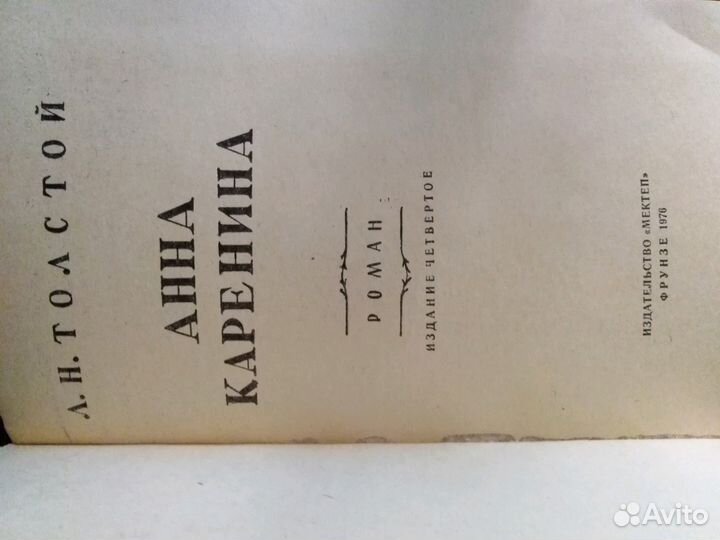 Л. Н. ТОЛСТОЙ
АННА
КАРЕНИНА
РОМАН
ИЗДАНИЕ ЧЕТВЕРТОЕ
ИЗДАТЕЛЬСТВО «МЕКТЕП»
ФРУНЗЕ 1976
Avito